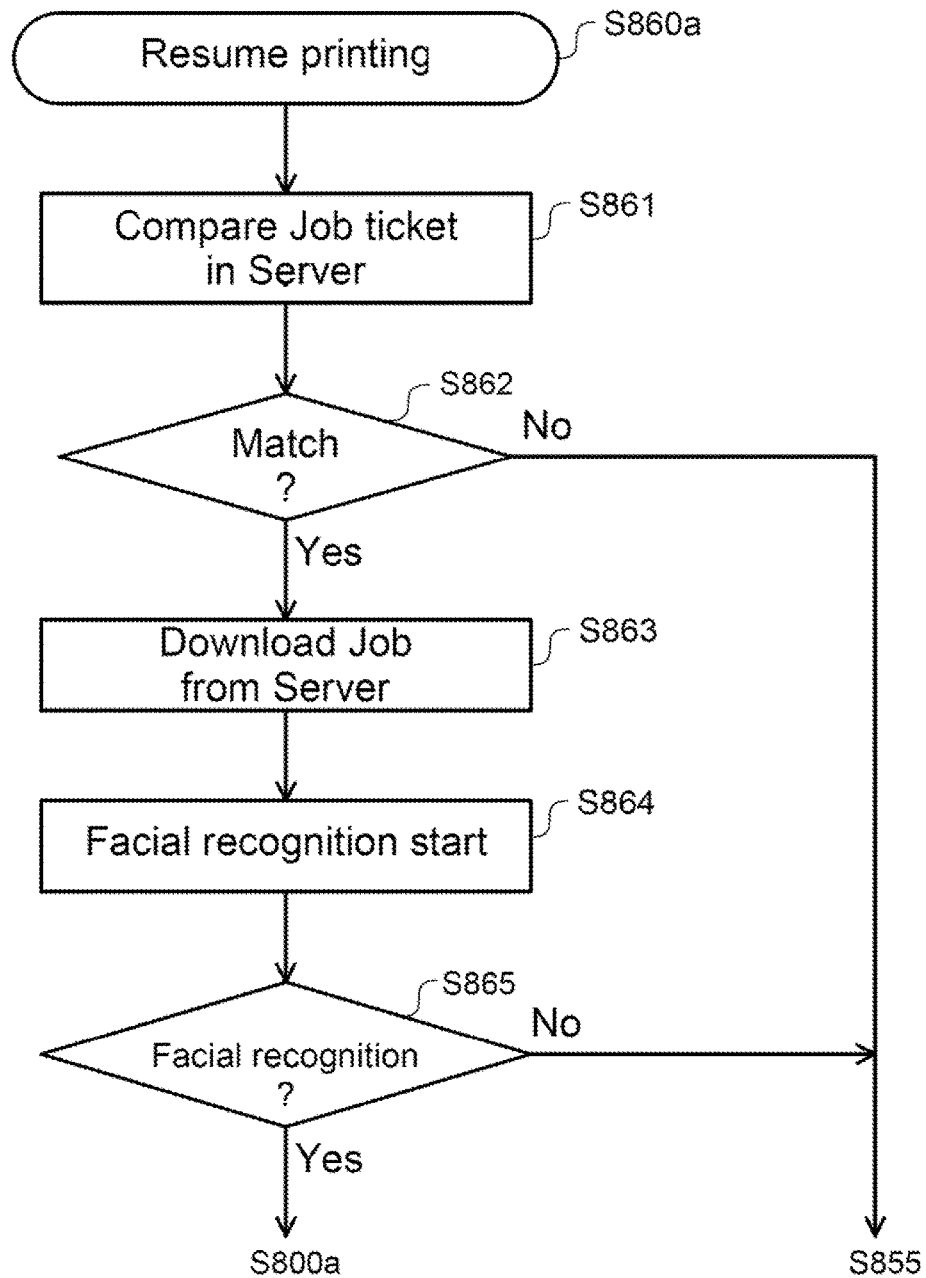 Resume printing
S860a
Compare Job ticket
in Server
S861
S862
Match
?
No
Yes
Download Job
from Server
S863
Facial recognition start
S864
S865
Facial recognition
?
No
Yes
S800a
S855